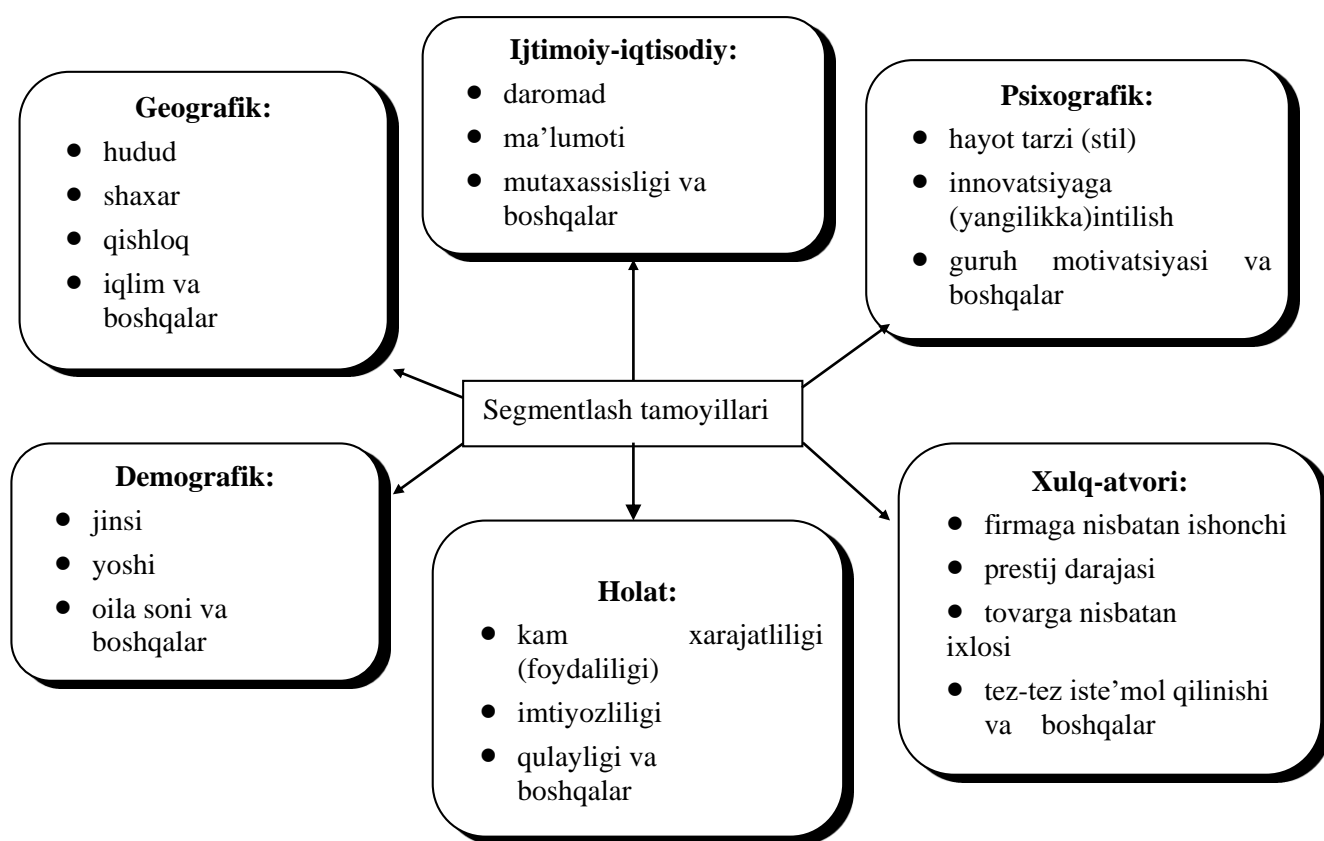 Geografik:
hudud
shaxar
qishloq
iqlim va
boshqalar
Ijtimoiy-iqtisodiy:
daromad
ma’lumoti
mutaxassisligi va
boshqalar
Psixografik:
hayot tarzi (stil)
innovatsiyaga
(yangilikka)intilish
guruh motivatsiyasi va
boshqalar
Segmentlash tamoyillari
Demografik:
jinsi
yoshi
oila soni va
boshqalar
Holat:
kam xarajatliligi
(foydaliligi)
imtiyozliligi
qulayligi va
boshqalar
Xulq-atvori:
firmaga nisbatan ishonchi
prestij darajasi
tovarga nisbatan
ixlosi
tez-tez iste’mol qilinishi
va boshqalar